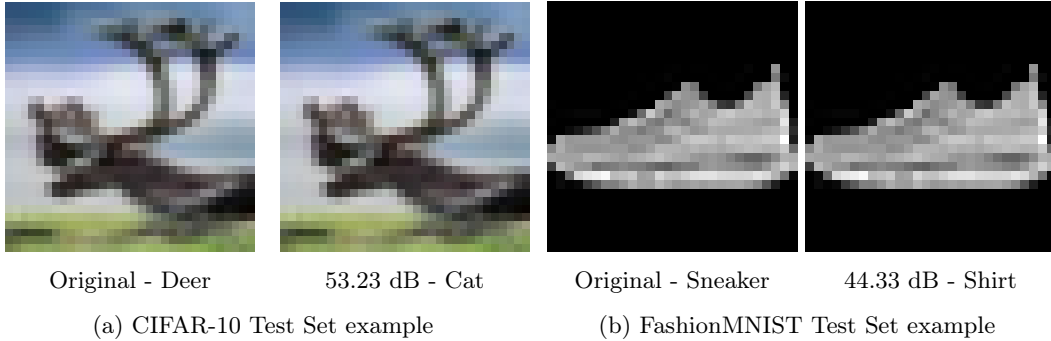 Original - Deer
53.23 dB - Cat
Original - Sneaker
44.33 dB - Shirt
(a) CIFAR-10 Test Set example
(b) FashionMNIST Test Set example